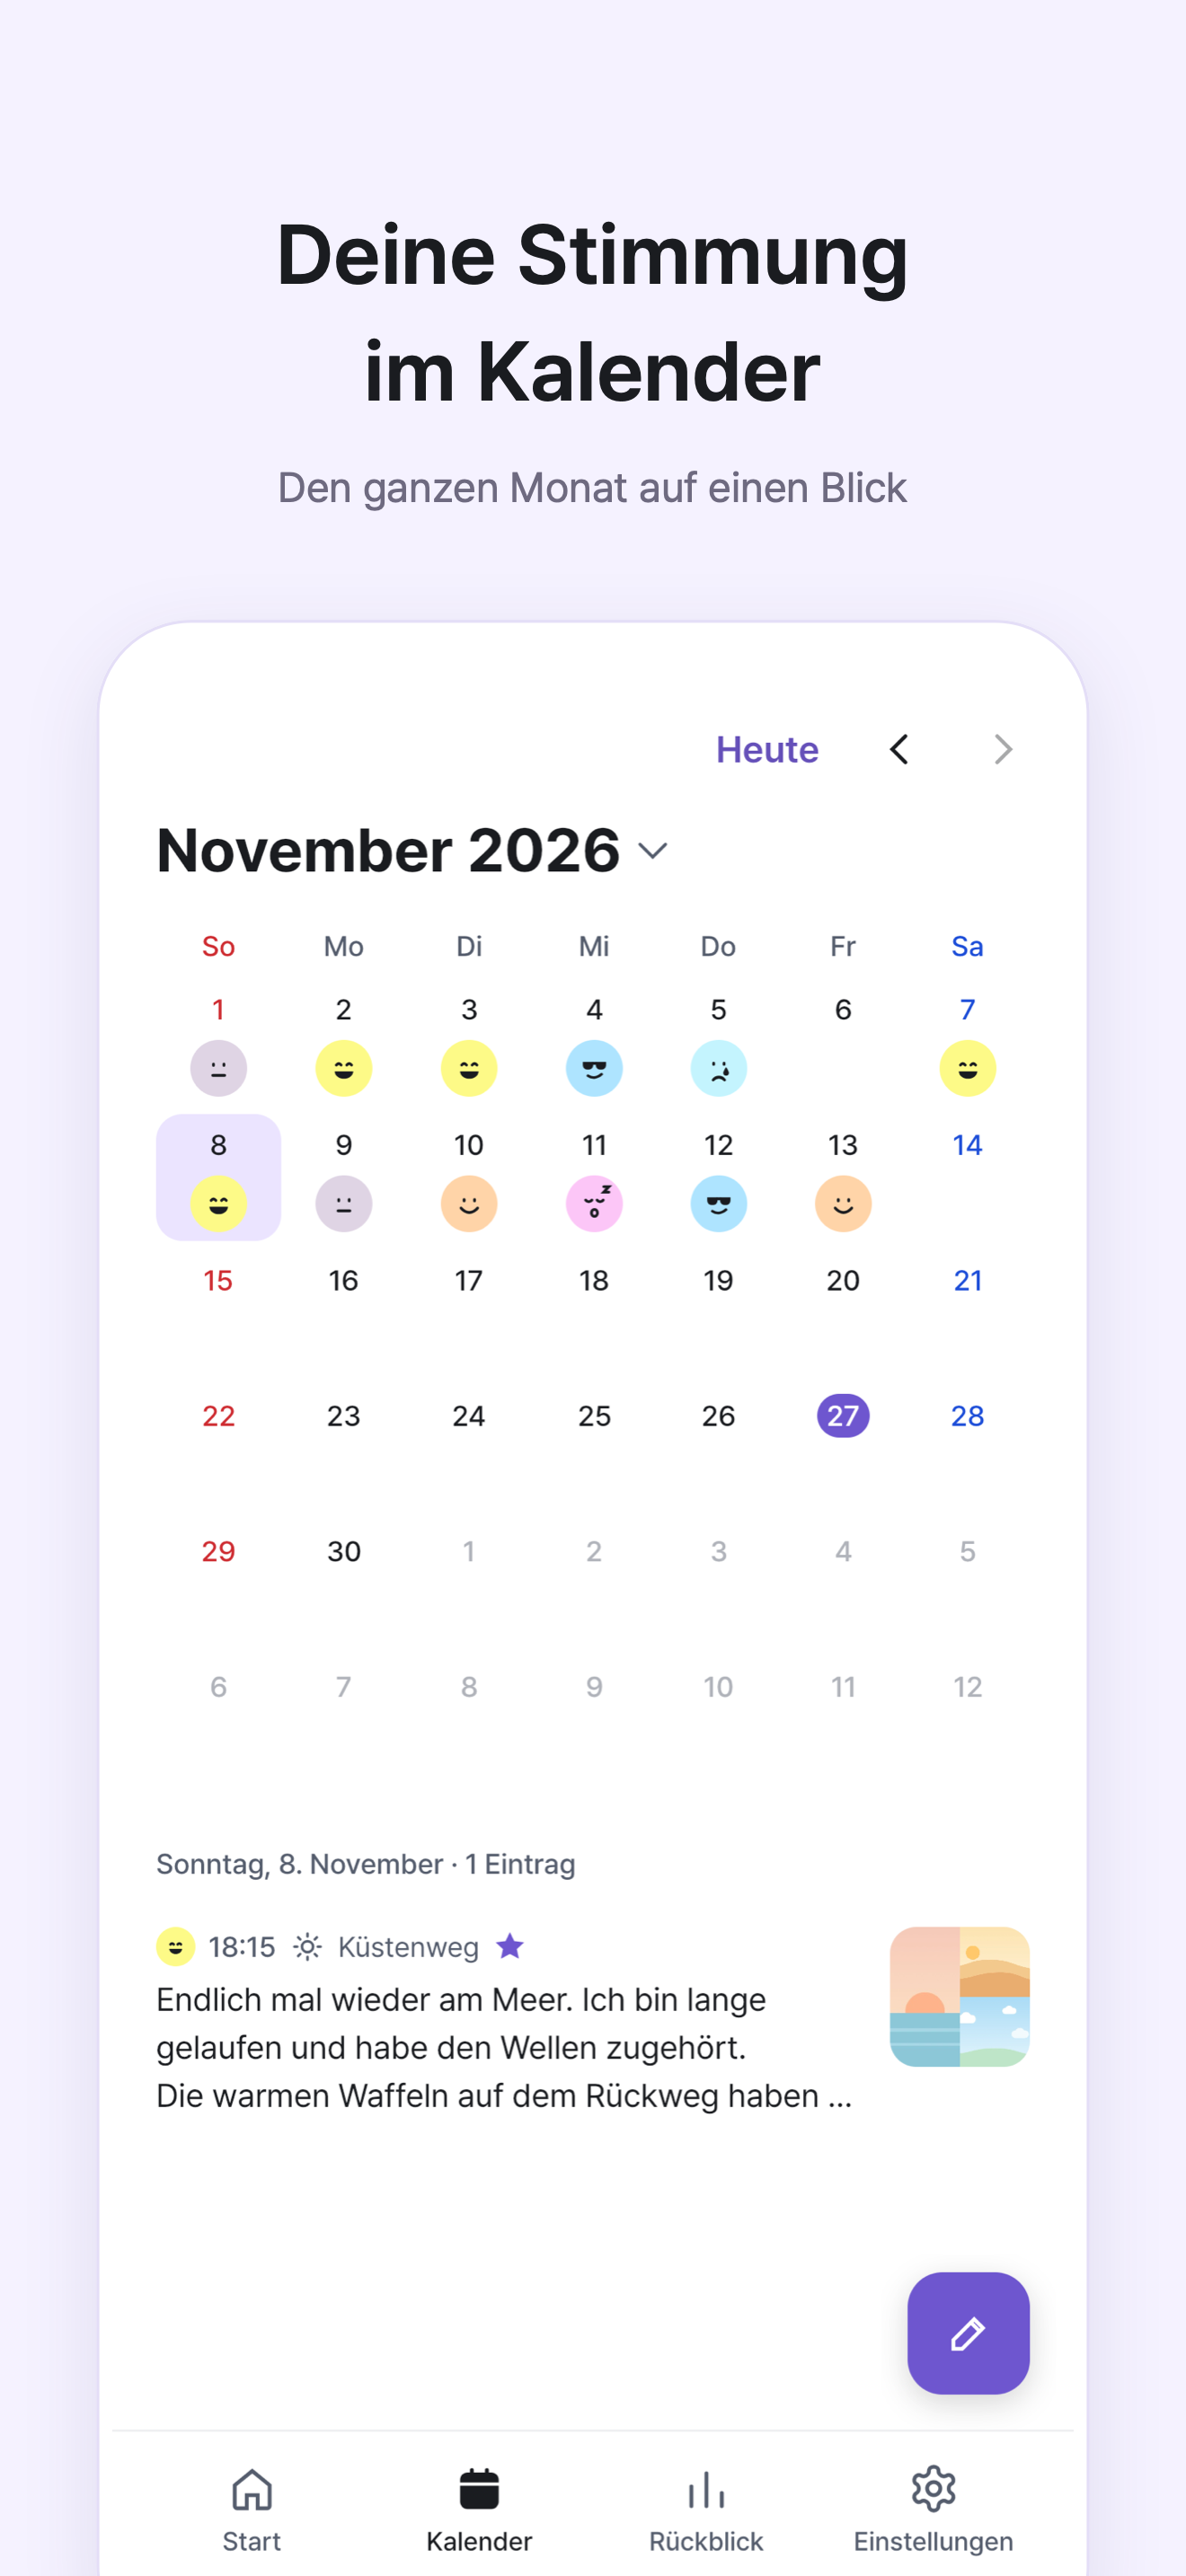 Deine Stimmung
im Kalender
Den ganzen Monat auf einen Blick
Heute
November 2026
So Mo Di Mi Do Fr Sa
1 2 3 4 5 6 7
8 9 10 11 12 13 14
15 16 17 18 19 20 21
22 23 24 25 26 27 28
29 30 1 2 3 4 5
6 7 8 9 10 11 12
Sonntag, 8. November · 1 Eintrag
18:15 Küstenweg
Endlich mal wieder am Meer. Ich bin lange
gelaufen und habe den Wellen zugehört.
Die warmen Waffeln auf dem Rückweg haben ...
Start Kalender Rückblick Einstellungen